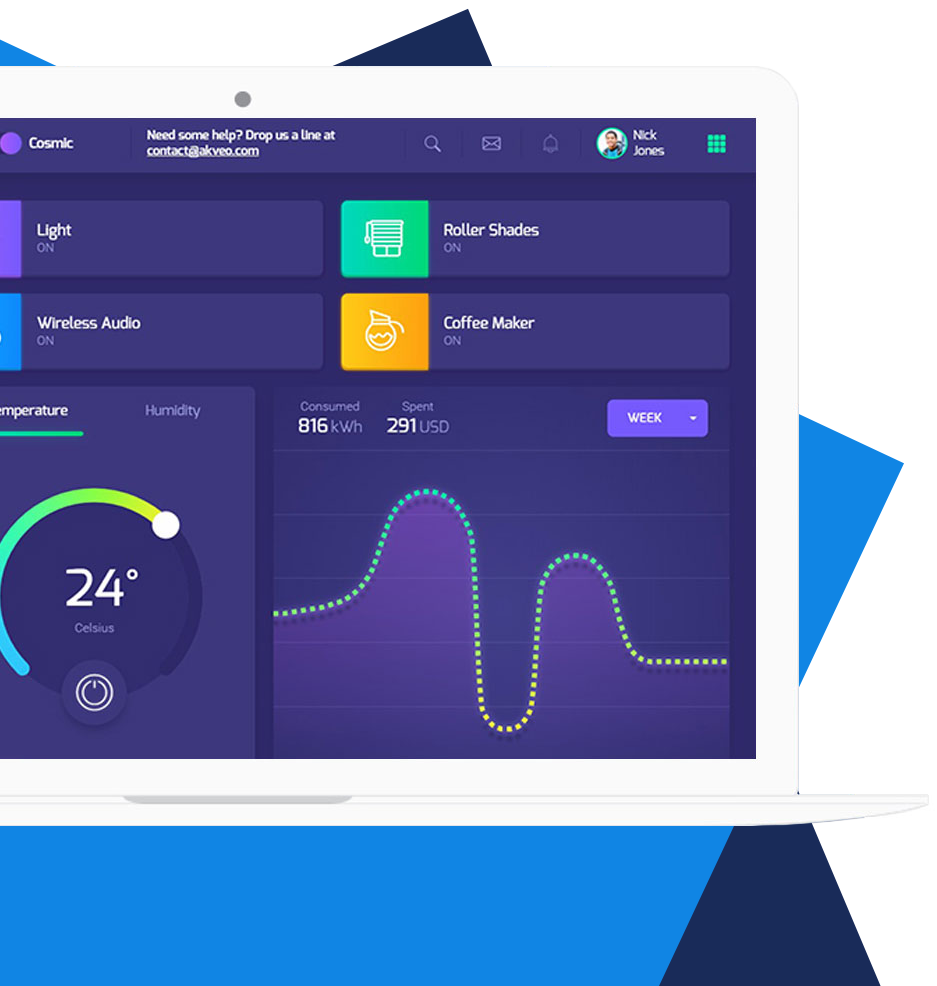 Cosmic
Need some help? Drop us a line at
contact@akveo.com
Nick
Jones
Light
ON
Roller Shades
ON
Wireless Audio
ON
Coffee Maker
ON
emperature
Humidity
Consumed
816 kWh
Spent
291 USD
WEEK
24°
Celsius